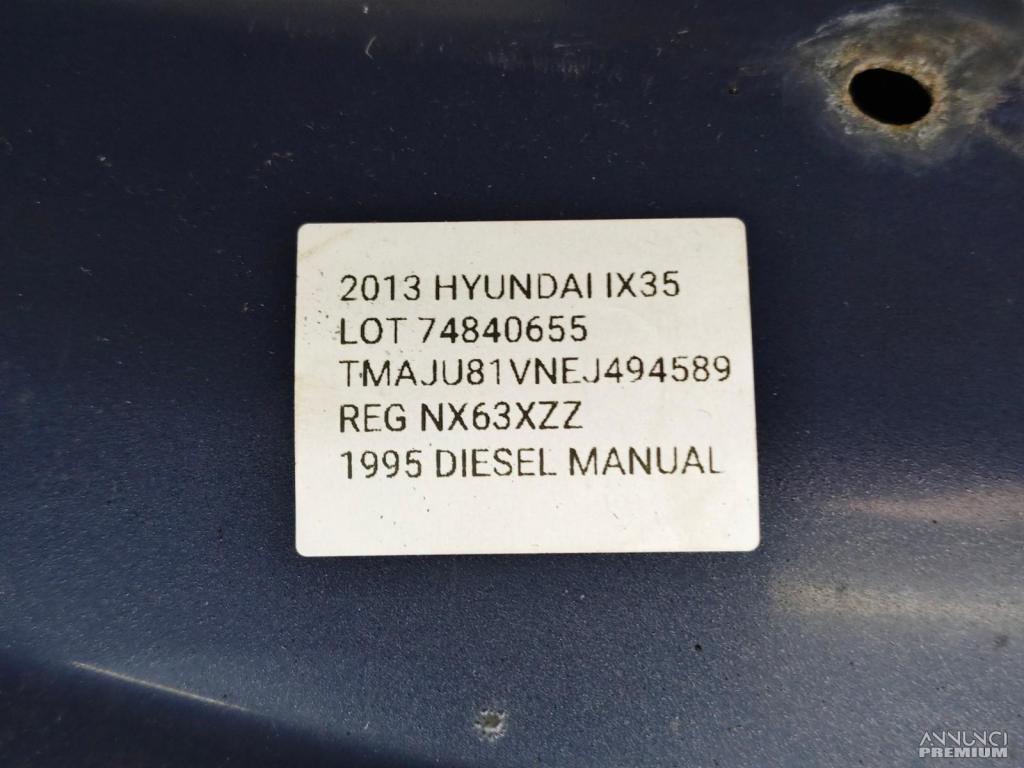 2013 HYUNDAI IX35
LOT 74840655
TMAJU81VNEJ494589
REG NX63XZZ
1995 DIESEL MANUAL
ANNUNCI
PREMIUM